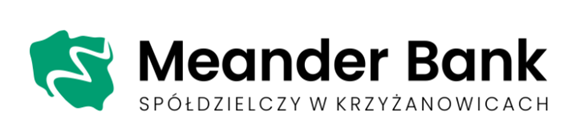 Meander Bank
SPÓŁDZIELCZY W KRZYŻANOWICACH